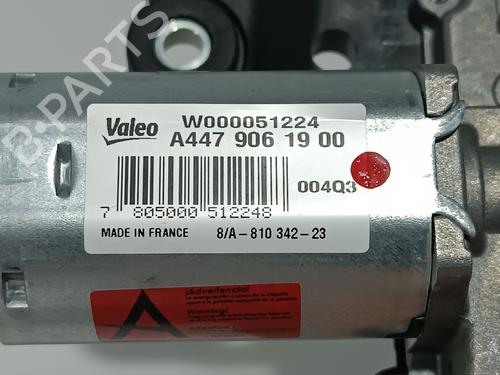 B-PARTS
Valeo
W000051224
A447 906 19 00
004Q3
7 805000 512248
MADE IN FRANCE 8/A-810 342-23
¡Advertencia!
Warning!